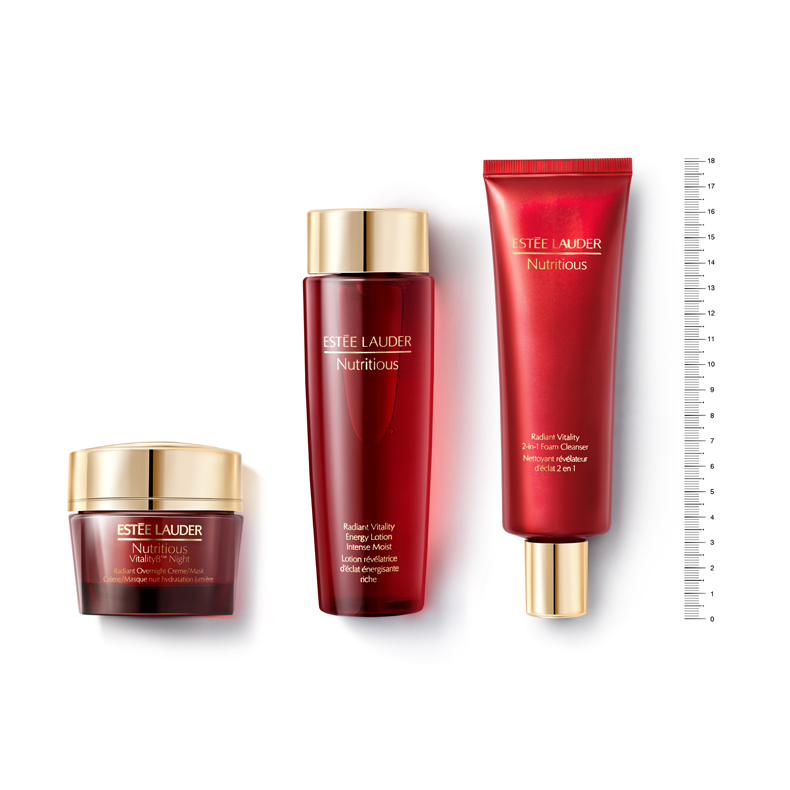 ESTĒE LAUDER
Nutritious
Vitality8™ Night
Radiant Overnight Creme/Mask
Crème/Masque nuit hydratation lumière
ESTĒE LAUDER
Nutritious
Radiant Vitality
Energy Lotion
Intense Moist
Lotion révélatrice
d'éclat énergisante
riche
ESTĒE LAUDER
Nutritious
Radiant Vitality
2-in-1 Foam Cleanser
Nettoyant révélateur
d'éclat 2 en 1
18
17
16
15
14
13
12
11
10
9
8
7
6
5
4
3
2
1
0